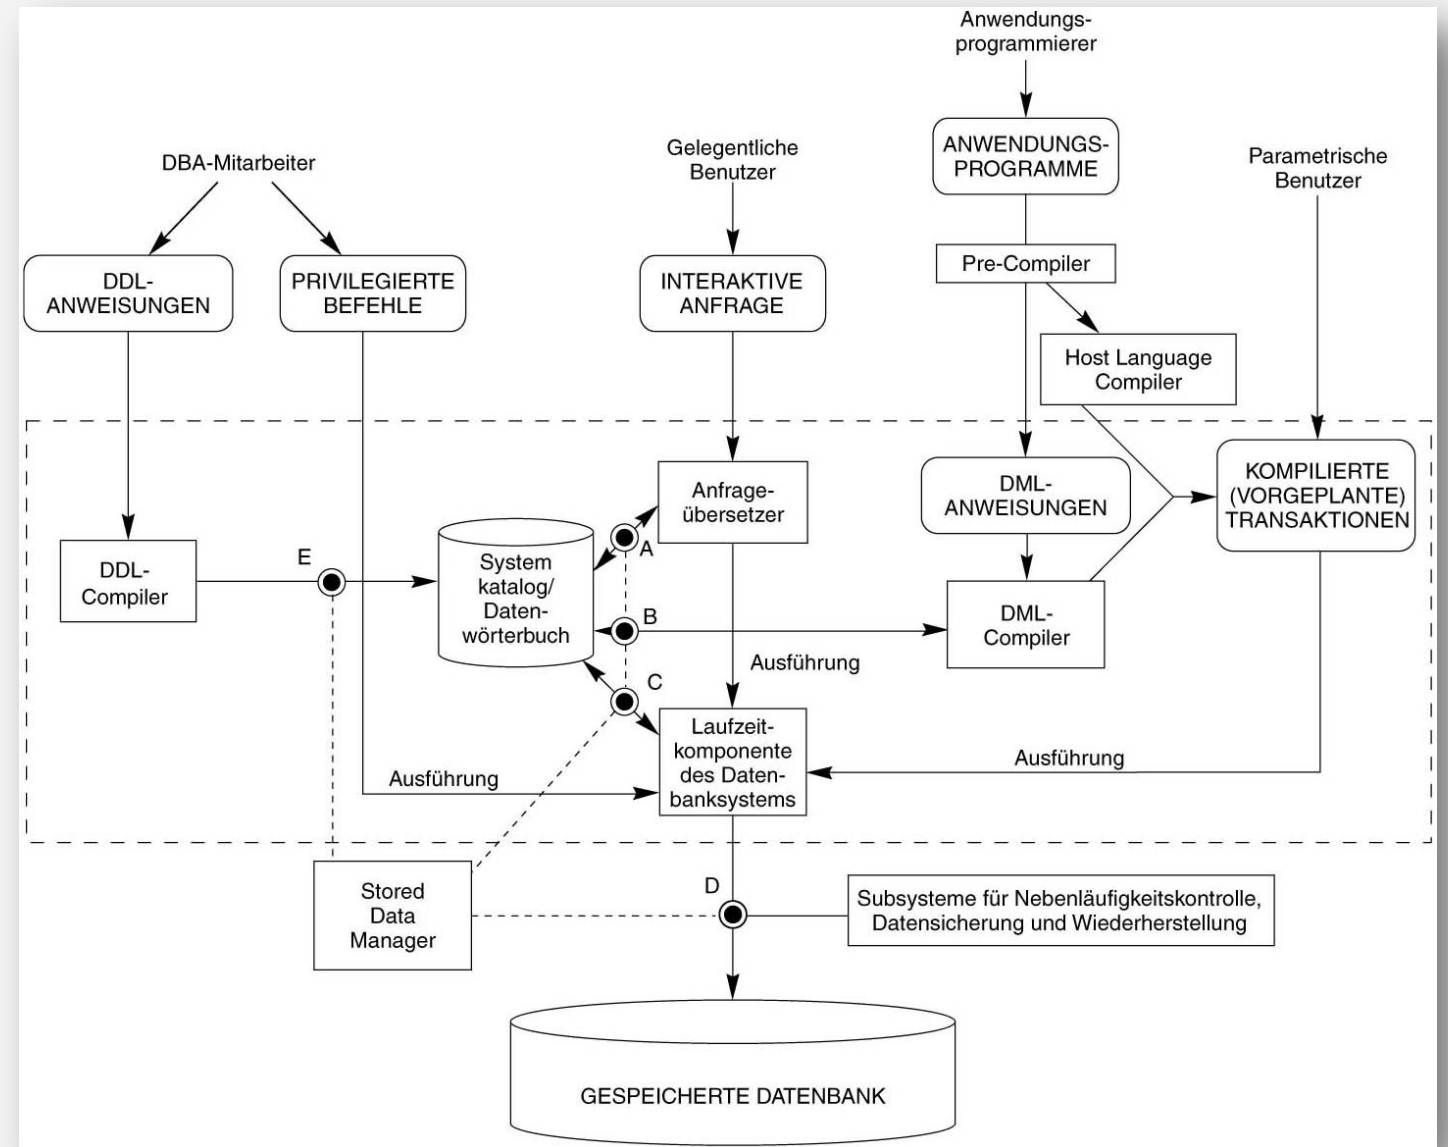 Anwendungs-
programmierer
ANWENDUNGS-
PROGRAMME
Gelegentliche
Benutzer
Parametrische
Benutzer
DBA-Mitarbeiter
Pre-Compiler
DDL-
ANWEISUNGEN
PRIVILEGIERTE
BEFEHLE
INTERAKTIVE
ANFRAGE
Host Language
Compiler
Anfrage-
übersetzer
DML-
ANWEISUNGEN
KOMPILIERTE
(VORGEPLANTE)
TRANSAKTIONEN
DDL-
Compiler
E
System
katalog/
Daten-
wörterbuch
A
B
C
DML-
Compiler
Ausführung
Laufzeit-
komponente
des Daten-
banksystems
Ausführung
Ausführung
Stored
Data
Manager
D
Subsysteme für Nebenläufigkeitskontrolle,
Datensicherung und Wiederherstellung
GESPEICHERTE DATENBANK